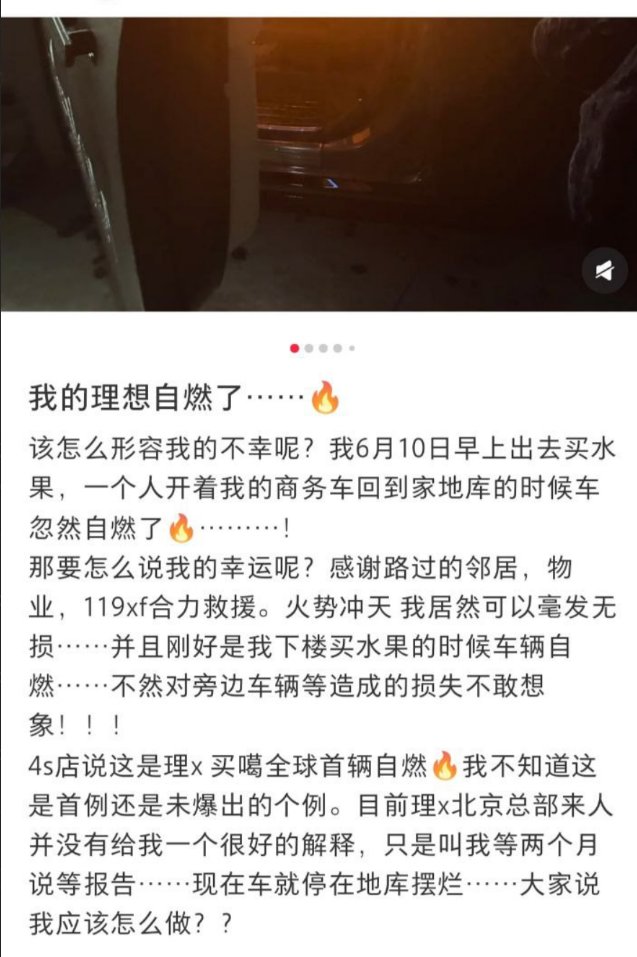 我的理想自燃了……🔥
该怎么形容我的不幸呢？我6月10日早上出去买水
果，一个人开着我的商务车回到家地库的时候车
忽然自燃了🔥………！
那要怎么说我的幸运呢？感谢路过的邻居，物
业，119xf合力救援。火势冲天 我居然可以毫发无
损……并且刚好是我下楼买水果的时候车辆自
燃……不然对旁边车辆等造成的损失不敢想
象！！！
4s店说这是理x 买噶全球首辆自燃🔥我不知道这
是首例还是未爆出的个例。目前理x北京总部来人
并没有给我一个很好的解释，只是叫我等两个月
说等报告……现在车就停在地库摆烂……大家说
我应该怎么做？？